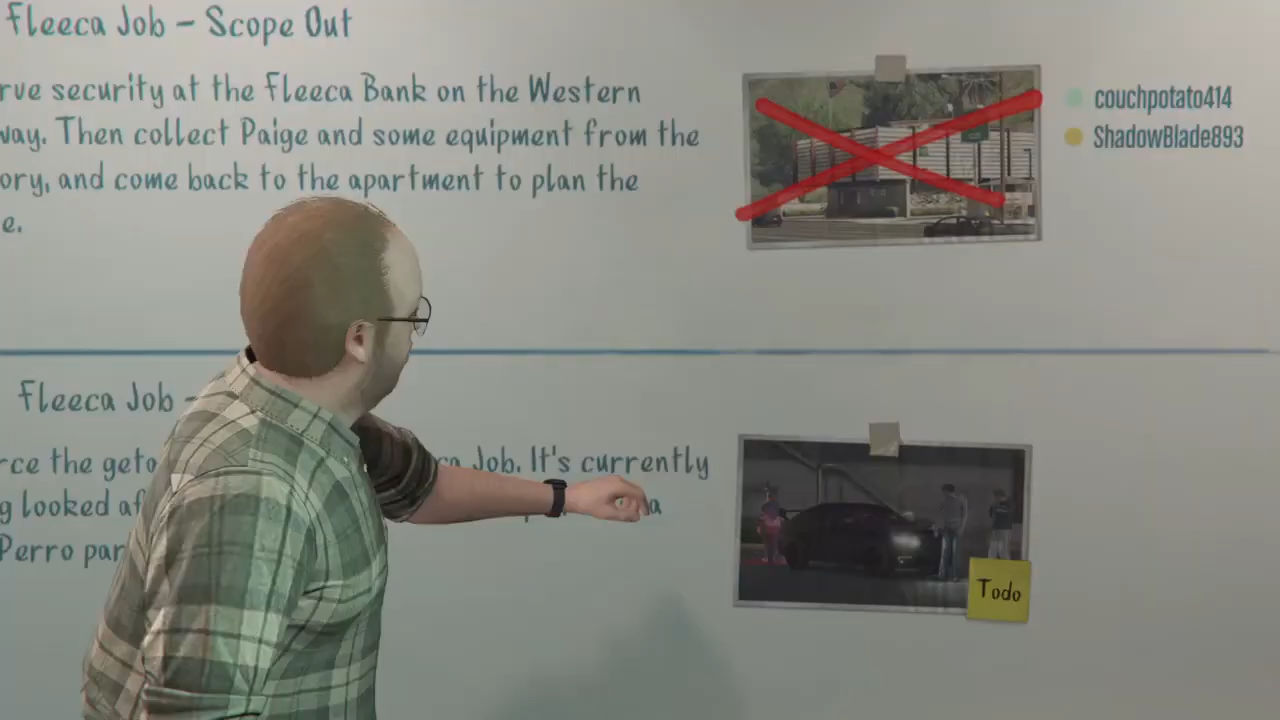 Fleeca Job – Scope Out
rve security at the Fleeca Bank on the Western
way. Then collect Paige and some equipment from the
ory, and come back to the apartment to plan the
e.
couchpotato414
ShadowBlade893
Fleeca Job -
rce the geta
ca Job. It's currently
g looked af
a
Perro par
Todo